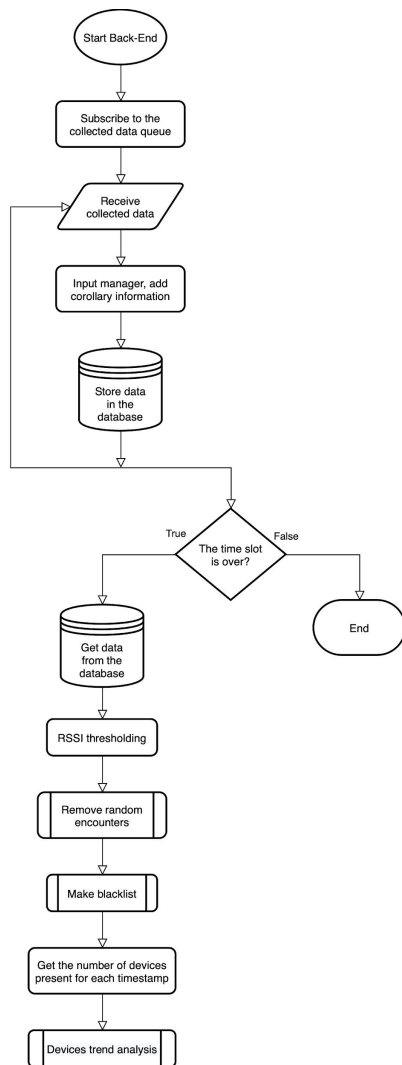 Start Back-End
Subscribe to the
collected data queue
Receive
collected data
Input manager, add
corollary information
Store data
in the
database
True
False
The time slot
is over?
Get data
from the
database
End
RSSI thresholding
Remove random
encounters
Make blacklist
Get the number of devices
present for each timestamp
Devices trend analysis